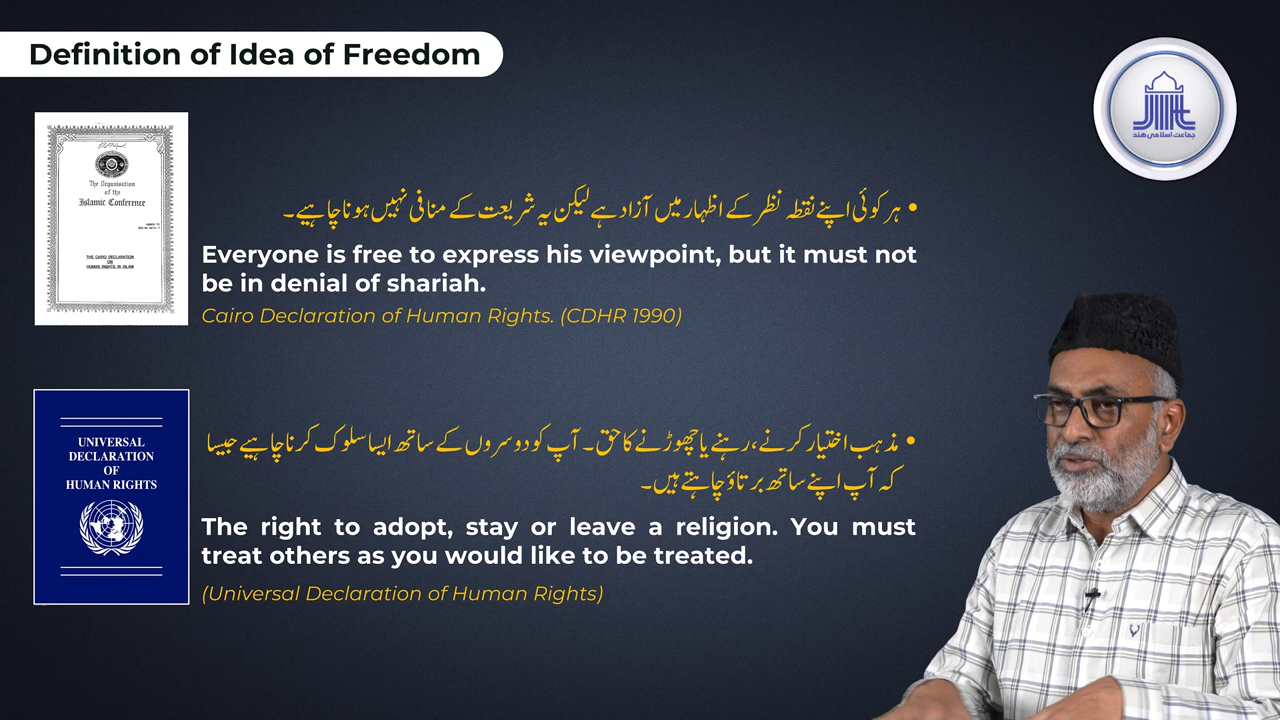 Definition of Idea of Freedom
جماعت اسلامی هند
The Organisation
of the
Islamic Conference
THE CAIRO DECLARATION
ON
HUMAN RIGHTS IN ISLAM
• ہر کوئی اپنے نقطہ نظر کے اظہار میں آزاد ہے لیکن یہ شریعت کے منافی نہیں ہونا چاہیے۔
Everyone is free to express his viewpoint, but it must not
be in denial of shariah.
Cairo Declaration of Human Rights. (CDHR 1990)
UNIVERSAL
DECLARATION
OF
HUMAN RIGHTS
• مذہب اختیار کرنے، رہنے یا چھوڑنے کا حق۔ آپ کو دوسروں کے ساتھ ایسا سلوک کرنا چاہیے جیسا
کہ آپ اپنے ساتھ برتاؤ چاہتے ہیں۔
The right to adopt, stay or leave a religion. You must
treat others as you would like to be treated.
(Universal Declaration of Human Rights)